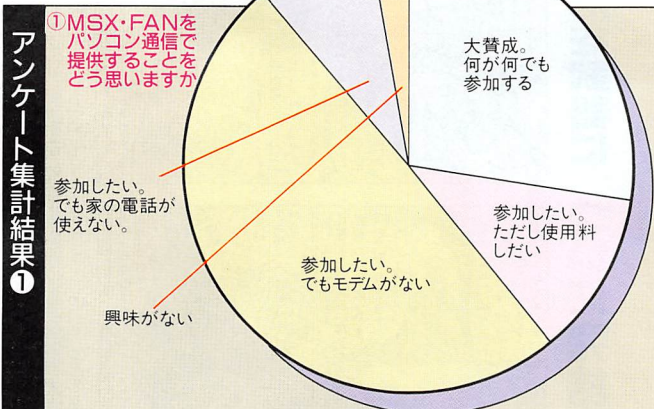 アンケート集計結果❶
①MSX・FANを
パソコン通信で
提供することを
どう思いますか
大賛成。
何が何でも
参加する
参加したい。
ただし使用料
しだい
参加したい。
でもモデムがない
参加したい。
でも家の電話が
使えない。
興味がない